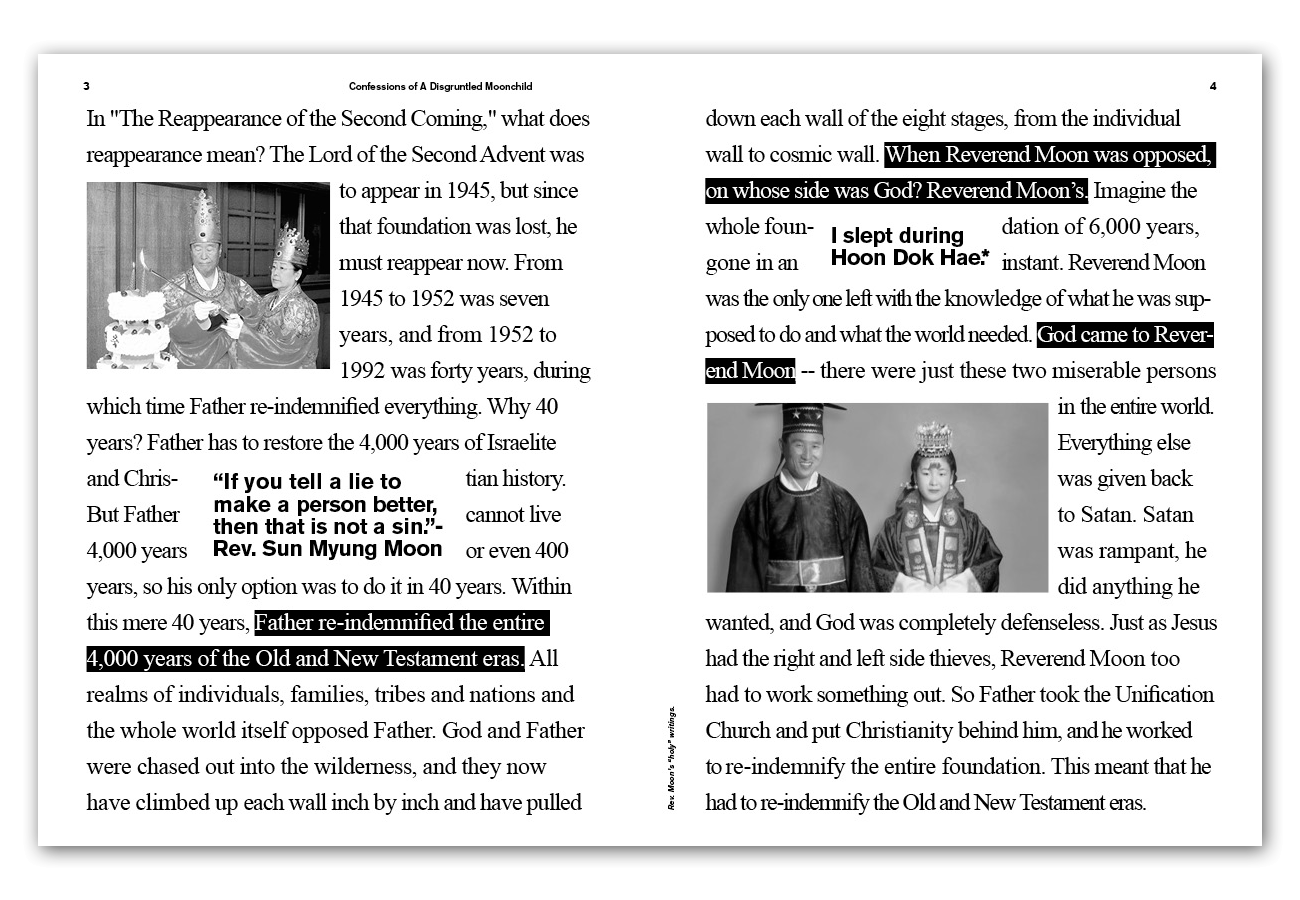 3
Confessions of A Disgruntled Moonchild
In "The Reappearance of the Second Coming," what does
reappearance mean? The Lord of the Second Advent was
to appear in 1945, but since
that foundation was lost, he
must reappear now. From
1945 to 1952 was seven
years, and from 1952 to
1992 was forty years, during
which time Father re-indemnified everything. Why 40
years? Father has to restore the 4,000 years of Israelite
and Chris- tian history.
But Father cannot live
4,000 years or even 400
“If you tell a lie to
make a person better,
then that is not a sin.”-
Rev. Sun Myung Moon
years, so his only option was to do it in 40 years. Within
this mere 40 years, Father re-indemnified the entire
4,000 years of the Old and New Testament eras. All
realms of individuals, families, tribes and nations and
the whole world itself opposed Father. God and Father
were chased out into the wilderness, and they now
have climbed up each wall inch by inch and have pulled
4
down each wall of the eight stages, from the individual
wall to cosmic wall. When Reverend Moon was opposed,
on whose side was God? Reverend Moon’s. Imagine the
whole foun- dation of 6,000 years,
gone in an instant. Reverend Moon
I slept during
Hoon Dok Hae.*
was the only one left with the knowledge of what he was sup-
posed to do and what the world needed. God came to Rever-
end Moon -- there were just these two miserable persons
in the entire world.
Everything else
was given back
to Satan. Satan
was rampant, he
did anything he
wanted, and God was completely defenseless. Just as Jesus
had the right and left side thieves, Reverend Moon too
had to work something out. So Father took the Unification
Church and put Christianity behind him, and he worked
to re-indemnify the entire foundation. This meant that he
had to re-indemnify the Old and New Testament eras.
Rev. Moon’s “holy” writings.